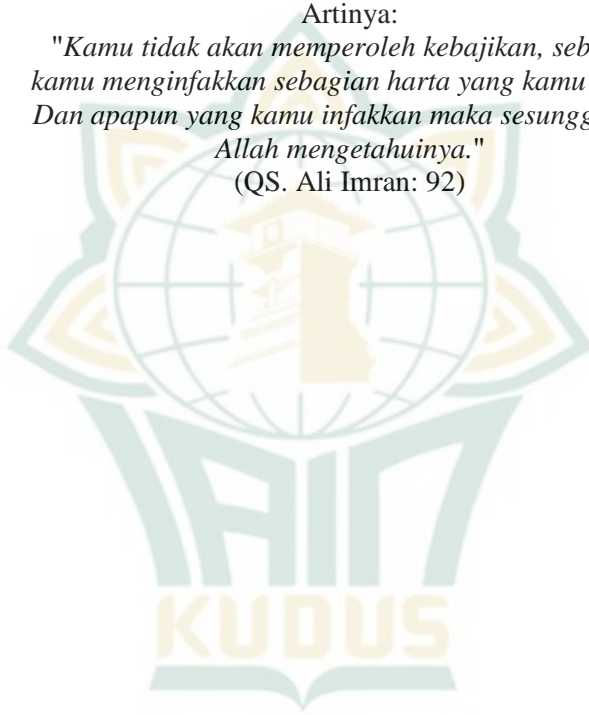 Artinya:
"Kamu tidak akan memperoleh kebajikan, seb
kamu menginfakkan sebagian harta yang kamu
Dan apapun yang kamu infakkan maka sesungg
Allah mengetahuinya."
(QS. Ali Imran: 92)
IAIN
KUDUS